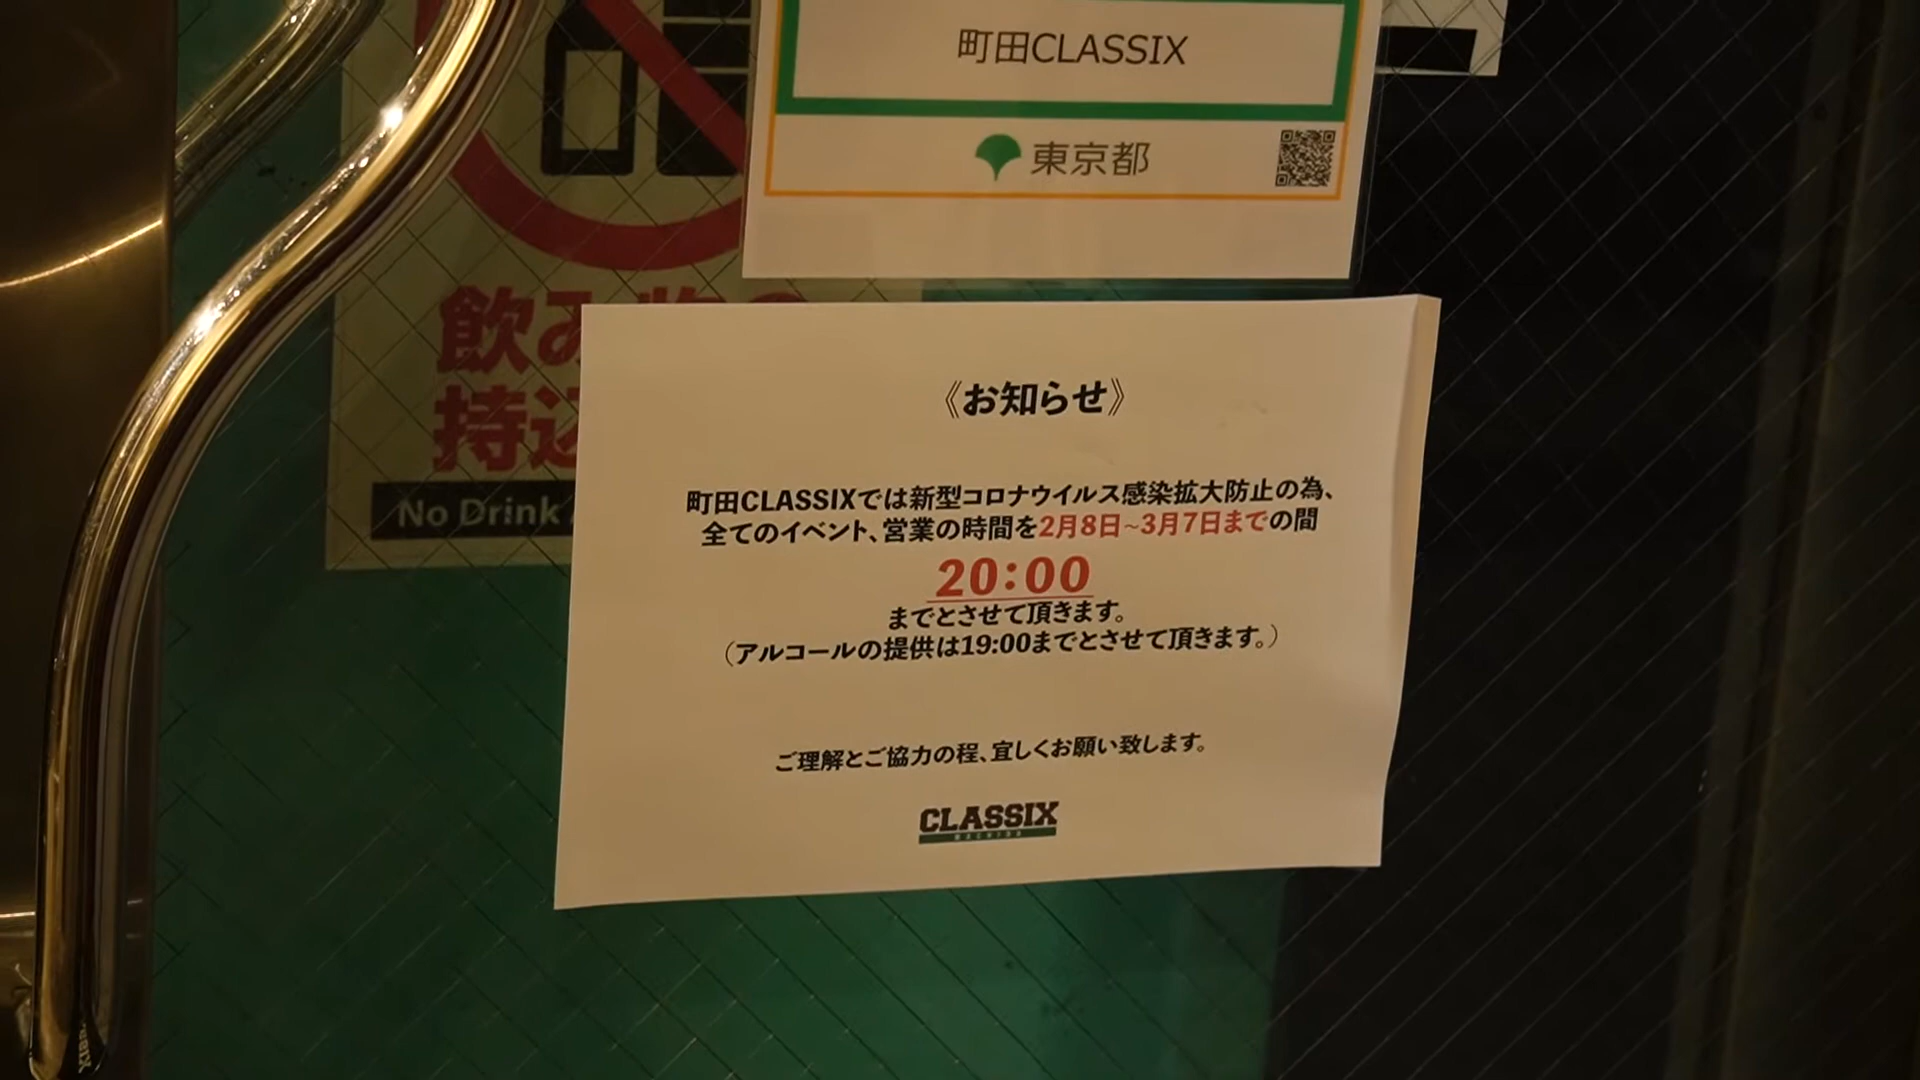 町田CLASSIX
東京都
飲み物の
持込
No Drink
《お知らせ》
町田CLASSIXでは新型コロナウイルス感染拡大防止の為、
全てのイベント、営業の時間を2月8日~3月7日までの間
20:00
までとさせて頂きます。
（アルコールの提供は19:00までとさせて頂きます。）
ご理解とご協力の程、宜しくお願い致します。
CLASSIX